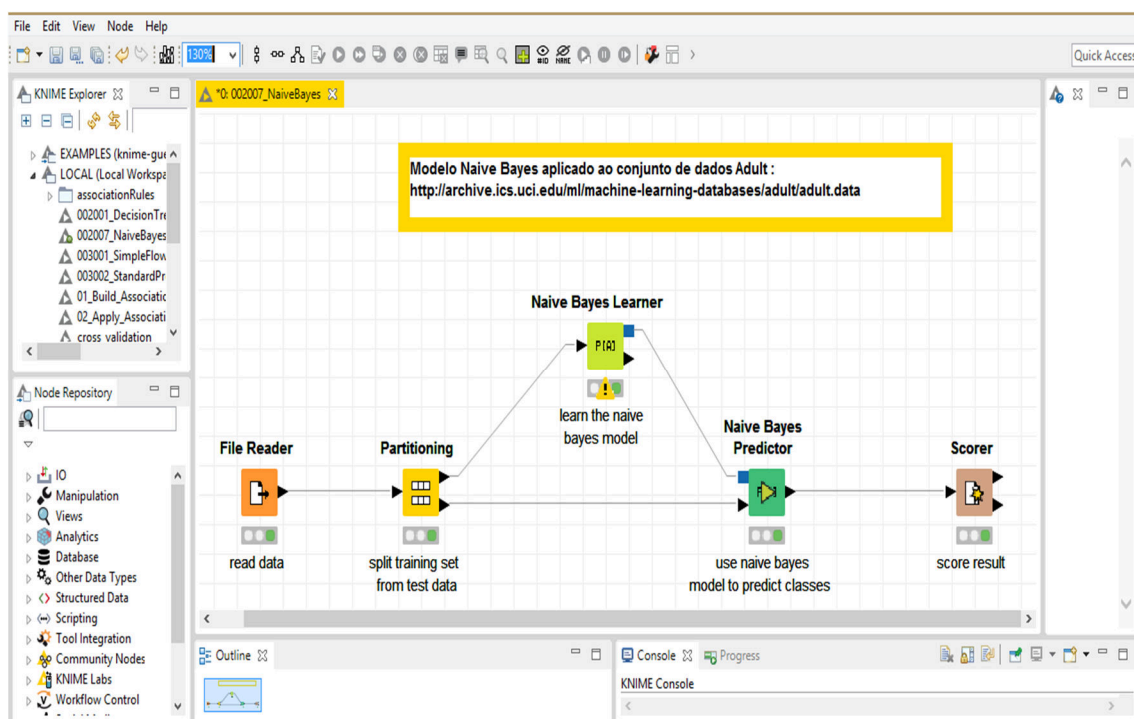 File Edit View Node Help
130%
Quick Access
KNIME Explorer
*0: 002007_NaiveBayes
EXAMPLES (knime-gue
LOCAL (Local Workspa
associationRules
002001_DecisionTre
002007_NaiveBayes
003001_SimpleFlow
003002_StandardPr
01_Build_Associatic
02_Apply_Associati
cross validation
Modelo Naive Bayes aplicado ao conjunto de dados Adult :
http://archive.ics.uci.edu/ml/machine-learning-databases/adult/adult.data
Naive Bayes Learner
P[A]
learn the naive
bayes model
Node Repository
IO
Manipulation
Views
Analytics
Database
Other Data Types
Structured Data
Scripting
Tool Integration
Community Nodes
KNIME Labs
Workflow Control
File Reader
read data
Partitioning
split training set
from test data
Naive Bayes
Predictor
use naive bayes
model to predict classes
Scorer
score result
Outline
Console Progress
KNIME Console